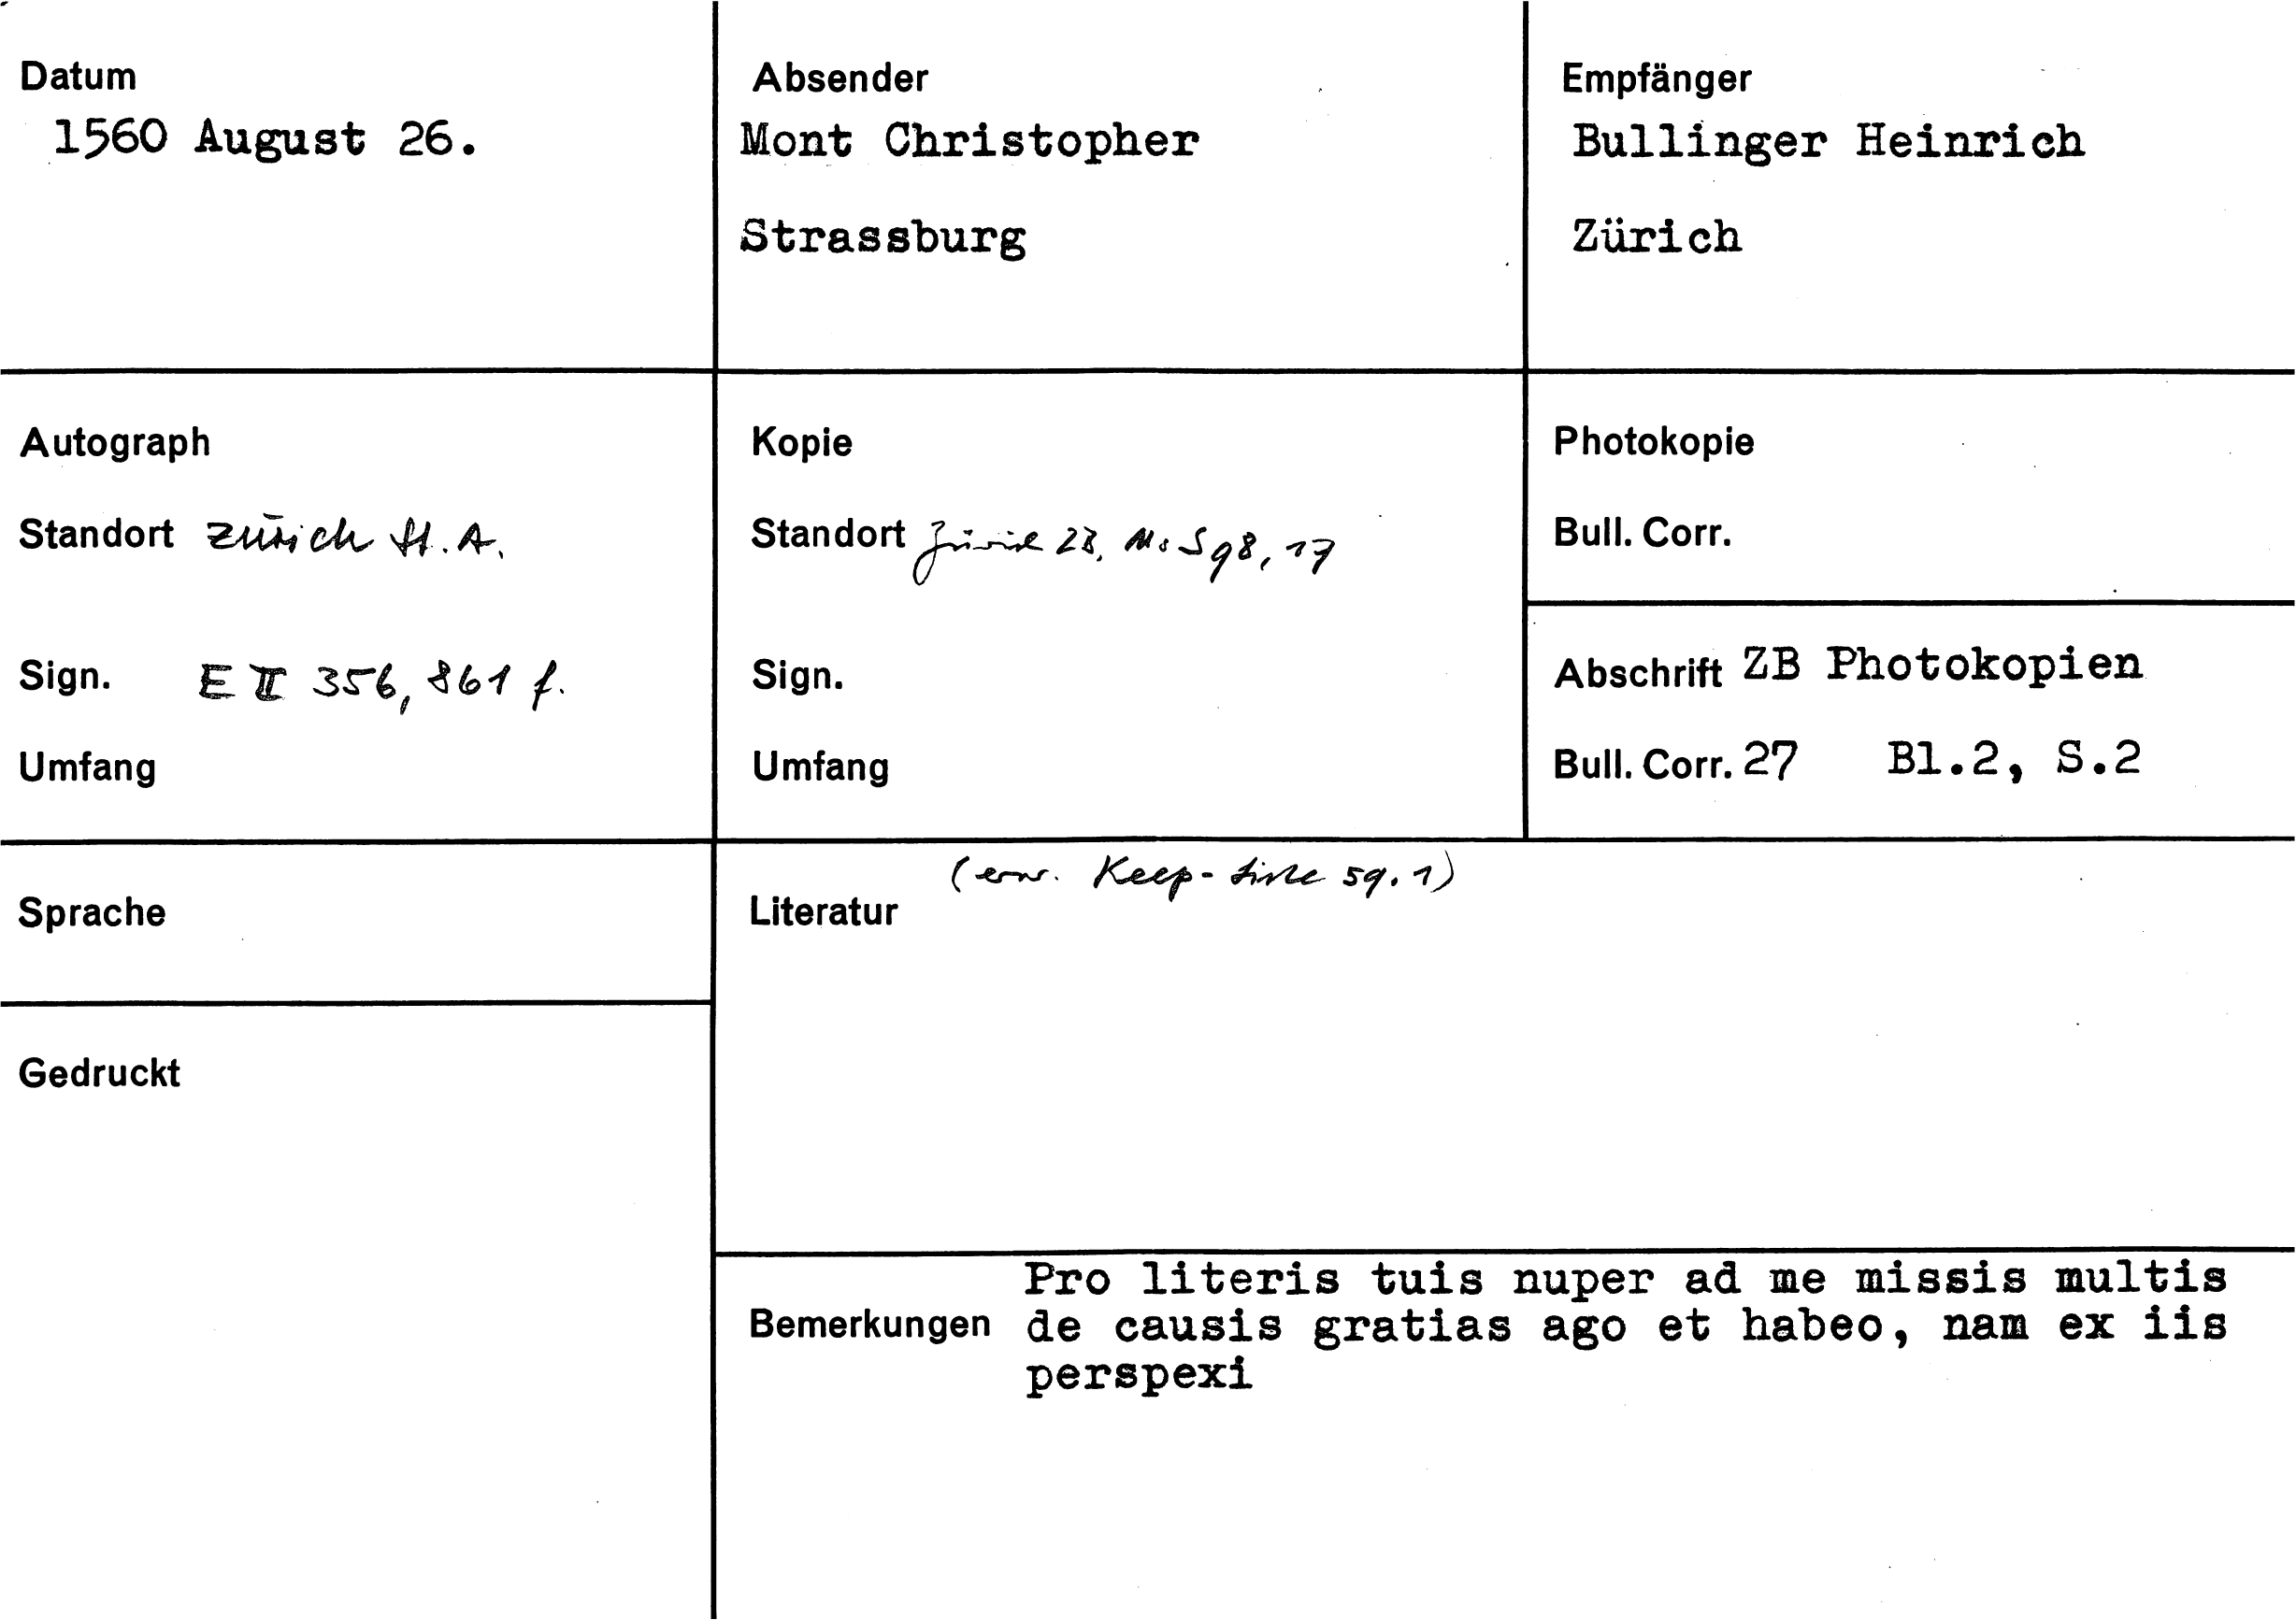 Datum
1560 August 26.
Absender
Mont Christopher
Strassburg
Empfänger
Bullinger Heinrich
Zürich
Autograph
Standort Zürich St. A.
Sign. E II 356, 861 f.
Umfang
Kopie
Standort Zürich ZB, Ms S 98, 17
Sign.
Umfang
Photokopie
Bull. Corr.
Abschrift ZB Photokopien
Bull. Corr. 27 Bl.2, S.2
Sprache
Gedruckt
(erw. Keep-Liste 59.1)
Literatur
Bemerkungen
Pro literis tuis nuper ad me missis multis
de causis gratias ago et habeo, nam ex iis
perspexi